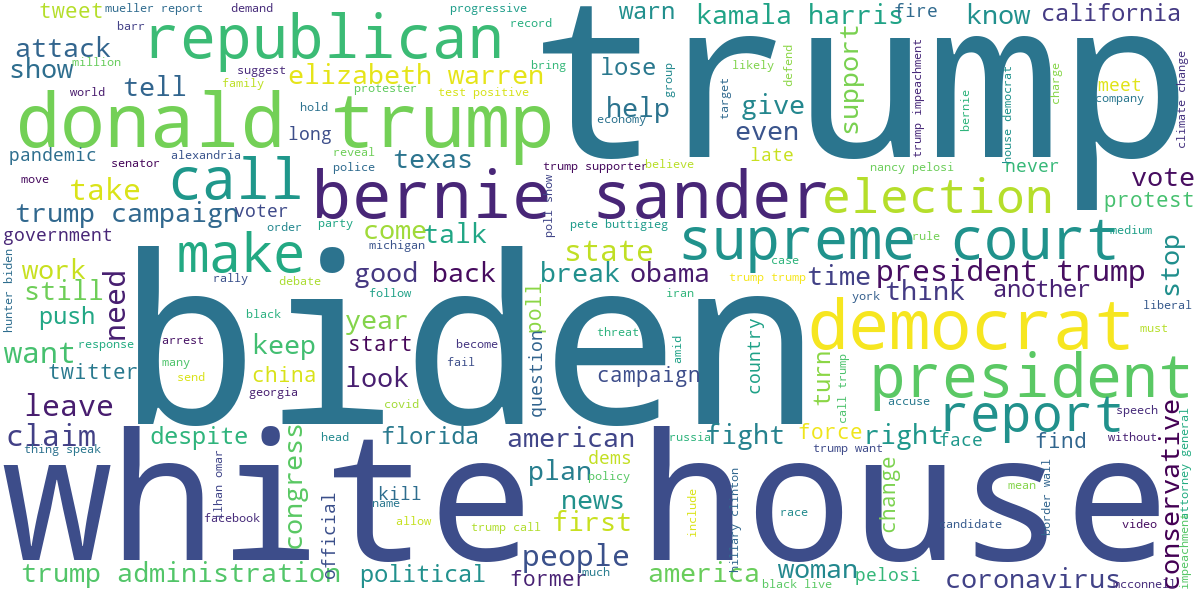 tweet
mueller report
demand
progressive
barr
record
republican
trump
warn
kamala harris
fire
know
california
attack
million
show
tell
suggest
elizabeth warren
bring
lose
likely
defend
world
family
protester
test positive
group
help
target
give
support
trump impeachment
bernie
house democrat
charge
meet
company
climate change
donald trump
hold
long
economy
even
pandemic
senator
alexandria
reveal
police
texas
trump supporter
believe
late
nancy pelosi
never
move
take
call
bernie sander
poll show
election
vote
protest
trump campaign
voter
order
party
come
talk
michigan
pete buttigieg
state
supreme court
rule
medium
government
hunter biden
work
still
need
make
rally
debate
good
back
break
obama
case
trump trump
time
president trump
think
another
stop
push
black
follow
iran
york
liberal
biden
poll
year
democrat
must
want
response
arrest
keep
start
become
threat
amid
country
twitter
many
send
china
georgia
look
fail
question
campaign
turn
call trump
president
leave
covid
accuse
report
speech
conservative
claim
thing speak
despite
congress
head
florida
american
russia
fight
force
right
face
find
without
trump want
white house
ilhan omar
facebook
official
kill
name
allow
plan
dems
policy
news
first
trump call
include
hillary clinton
race
change
candidate
border wall
mean
video
attorney general
impeachment
trump administration
political
people
former
much
america
woman
black live
pelosi
coronavirus
mcconnell